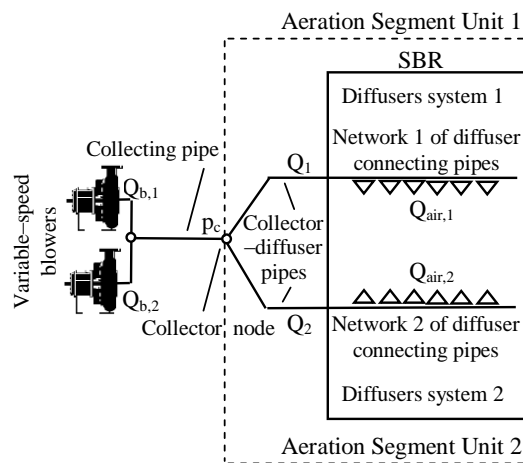 Aeration Segment Unit 1
SBR
Diffusers system 1
Network 1 of diffuser
connecting pipes
Collecting pipe
Q1
Qb,1
Qair,1
Variable–speed
blowers
pc
Collector
–diffuser
pipes
Qair,2
Qb,2
Collector node
Q2
Network 2 of diffuser
connecting pipes
Diffusers system 2
Aeration Segment Unit 2